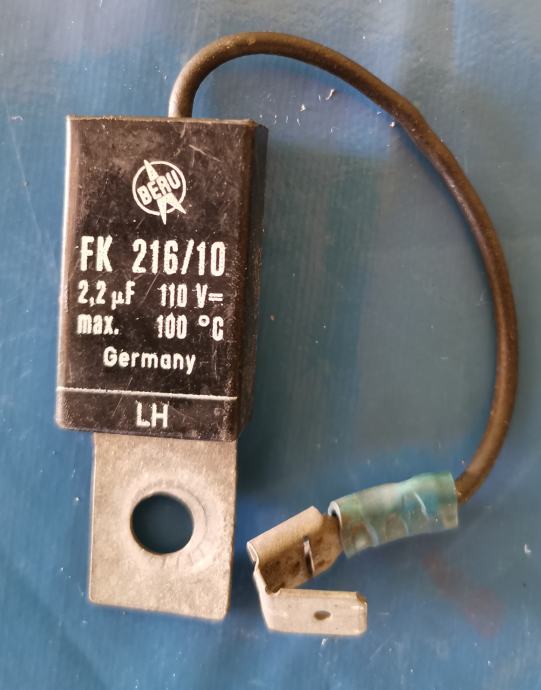 BERU
FK 216/10
2,2 µF 110 V=
max. 100 °C
Germany
LH